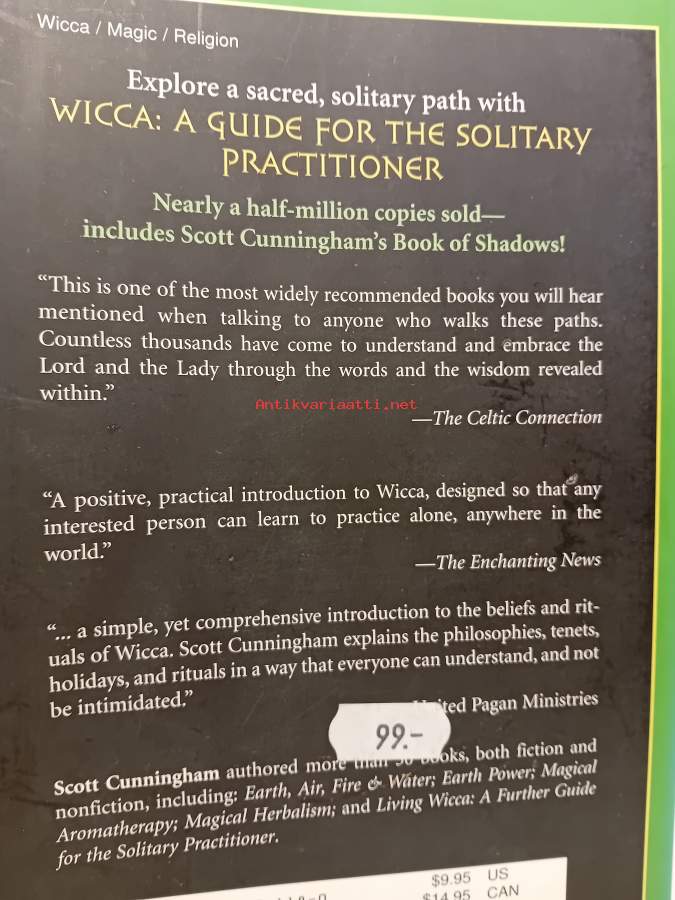 Wicca / Magic / Religion
Explore a sacred, solitary path with
WICCA: A GUIDE FOR THE SOLITARY
PRACTITIONER
Nearly a half-million copies sold—
includes Scott Cunningham's Book of Shadows!
“This is one of the most widely recommended books you will hear
mentioned when talking to anyone who walks these paths.
Countless thousands have come to understand and embrace the
Lord and the Lady through the words and the wisdom revealed
within.”
Antikvariaatti.net
—The Celtic Connection
“A positive, practical introduction to Wicca, designed so that any
interested person can learn to practice alone, anywhere in the
world.”
—The Enchanting News
“... a simple, yet comprehensive introduction to the beliefs and rit-
uals of Wicca. Scott Cunningham explains the philosophies, tenets,
holidays, and rituals in a way that everyone can understand, and not
be intimidated.”
Pagan Ministries
99.-
Scott Cunningham authored more than books, both fiction and
nonfiction, including: Earth, Air, Fire & Water; Earth Power; Magical
Aromatherapy; Magical Herbalism; and Living Wicca: A Further Guide
for the Solitary Practitioner.
$9.95 US
$14.95 CAN